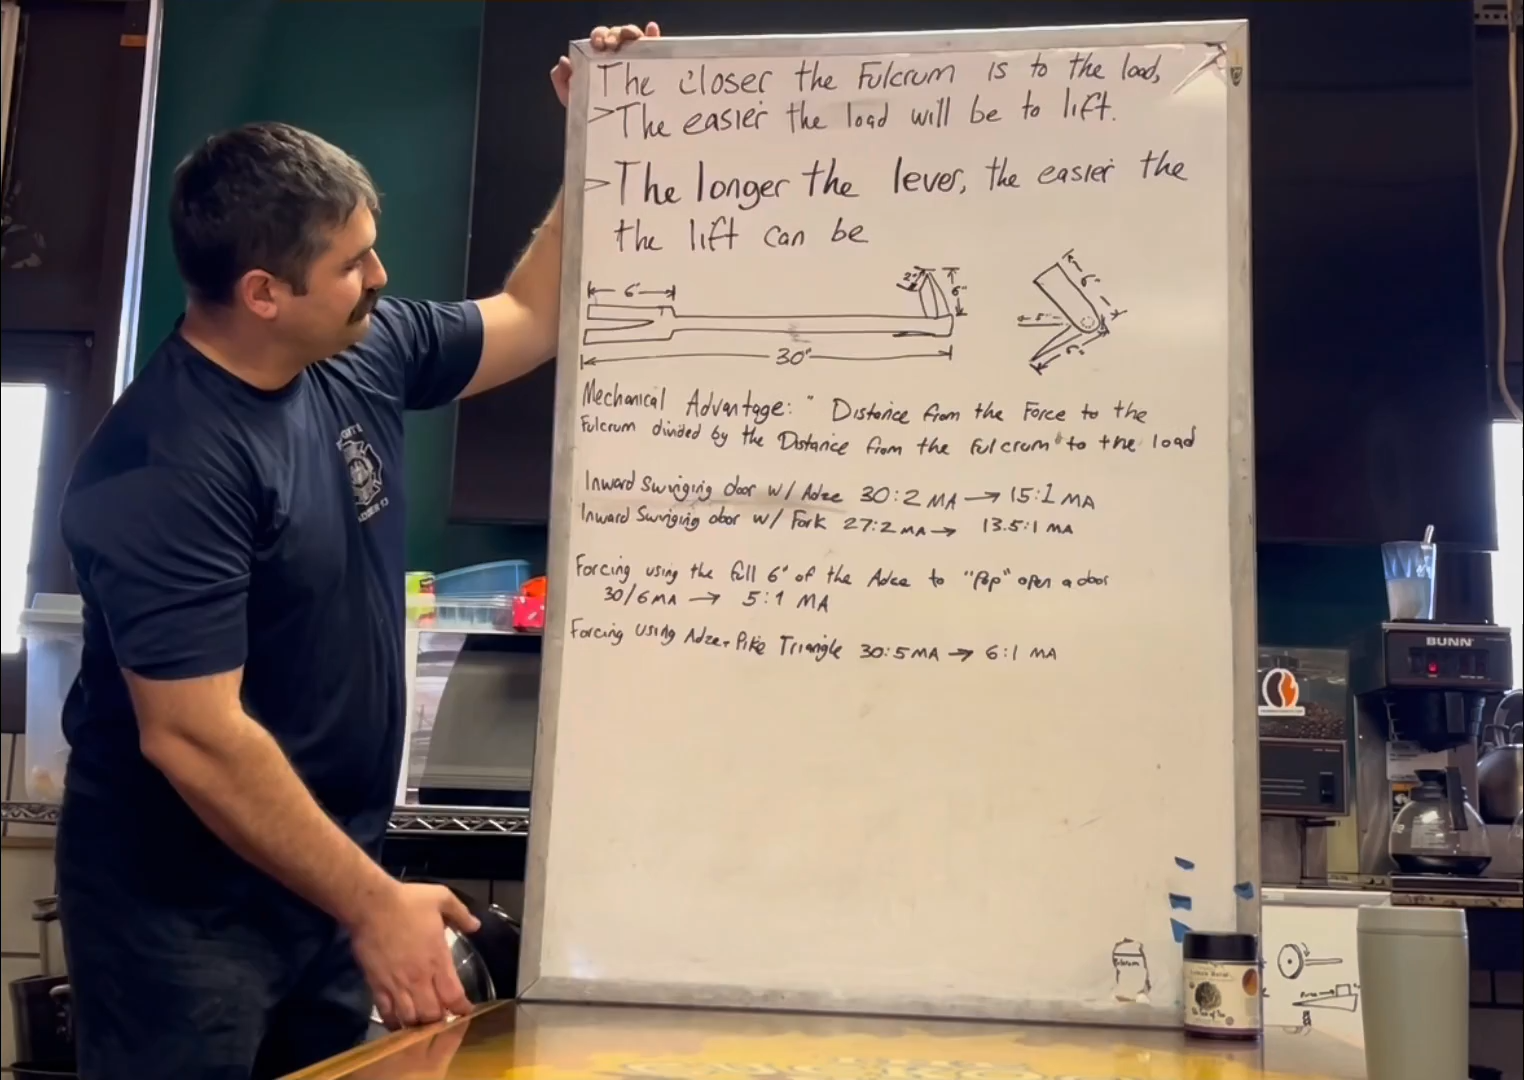 The closer the Fulcrum is to the load,
>The easier the load will be to lift.
>The longer the lever, the easier the
the lift can be
6"
2"
6"
6"
5"
6"
30"
Mechanical Advantage: " Distance from the Force to the
Fulcrum divided by the Distance from the fulcrum" to the load
Inward Swinging door w/ Adze 30:2 MA → 15:1 MA
Inward Swinging door w/ Fork 27:2 MA → 13.5:1 MA
Forcing using the full 6" of the Adze to "Pop" open a door
30/6 MA → 5:1 MA
Forcing using Adze + Pike Triangle 30:5 MA → 6:1 MA
BUNN
Fulcrum